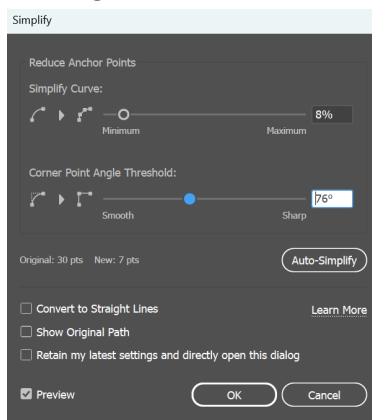 Simplify
Reduce Anchor Points
Simplify Curve:
8%
Minimum Maximum
Corner Point Angle Threshold:
76°
Smooth Sharp
Original: 30 pts New: 7 pts Auto-Simplify
Convert to Straight Lines Learn More
Show Original Path
Retain my latest settings and directly open this dialog
Preview OK Cancel